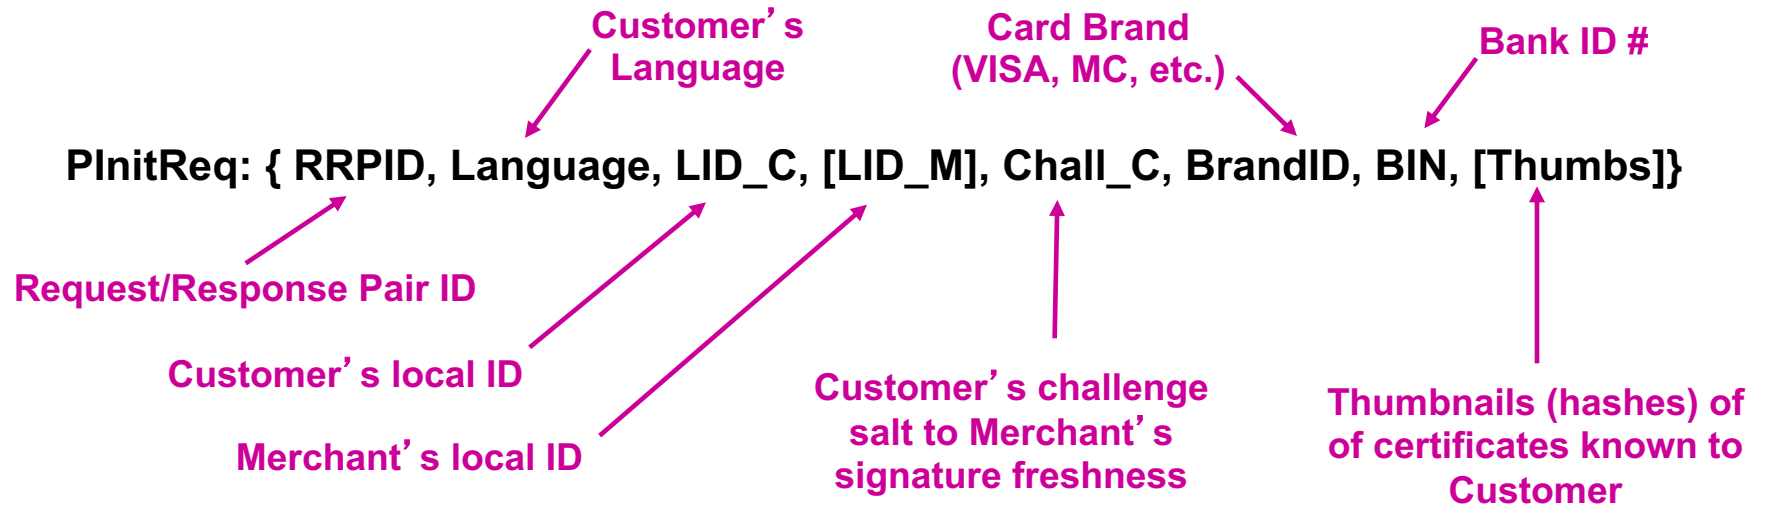 Customer’s
Language
Card Brand
(VISA, MC, etc.)
Bank ID #
PInitReq: { RRPID, Language, LID_C, [LID_M], Chall_C, BrandID, BIN, [Thumbs]}
Request/Response Pair ID
Customer’s local ID
Merchant’s local ID
Customer’s challenge
salt to Merchant’s
signature freshness
Thumbnails (hashes) of
of certificates known to
Customer